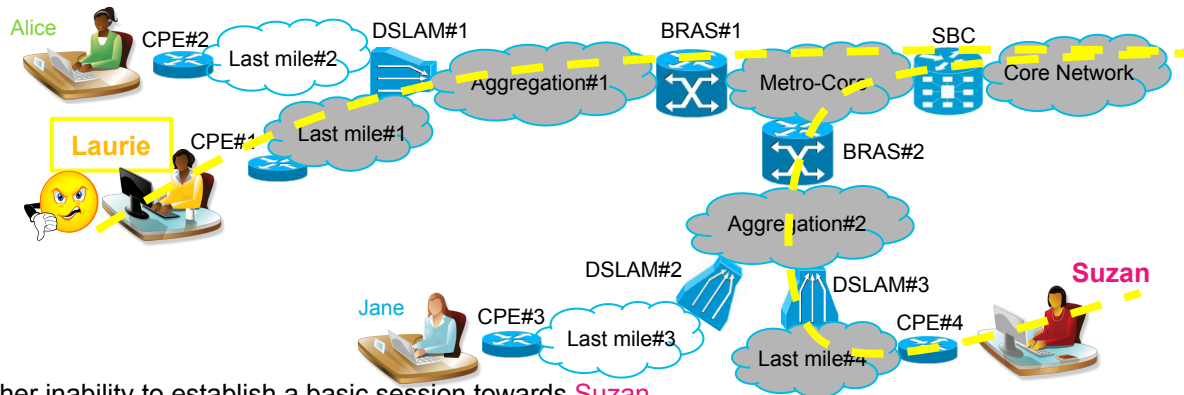 Alice
CPE#2
Last mile#2
DSLAM#1
Aggregation#1
BRAS#1
Metro-Core
SBC
Core Network
Laurie
CPE#1
Last mile#1
BRAS#2
Aggregation#2
DSLAM#2
DSLAM#3
Suzan
Jane
CPE#3
Last mile#3
Last mile#4
CPE#4
her inability to establish a basic session towards Suzan